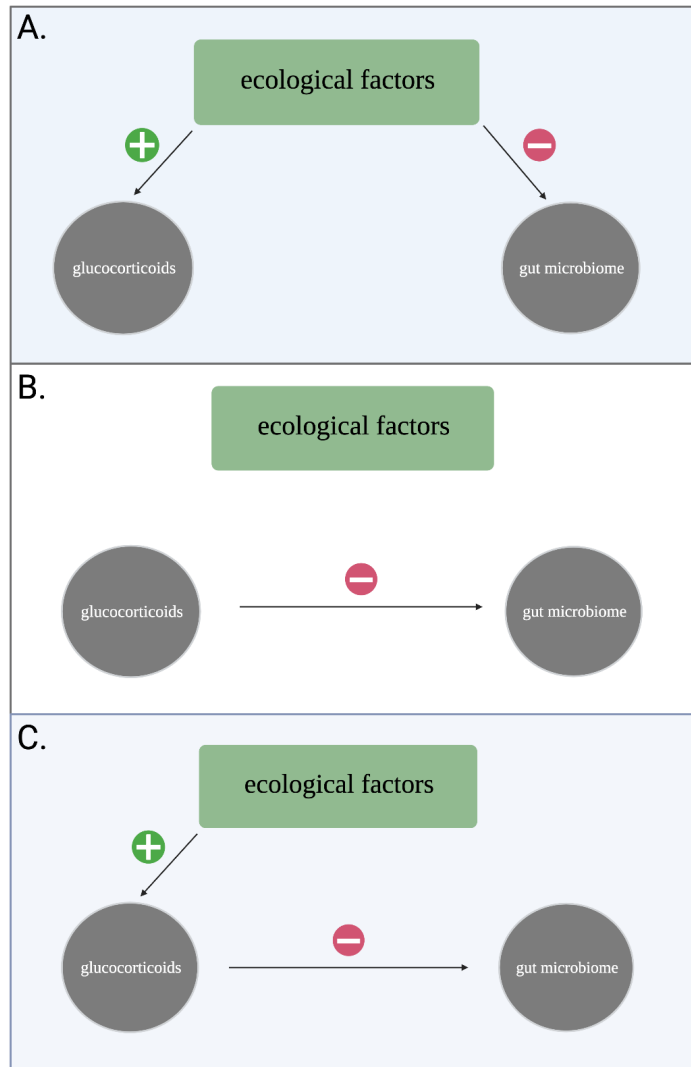 A.
ecological factors
glucocorticoids
gut microbiome
B.
ecological factors
glucocorticoids
gut microbiome
C.
ecological factors
glucocorticoids
gut microbiome